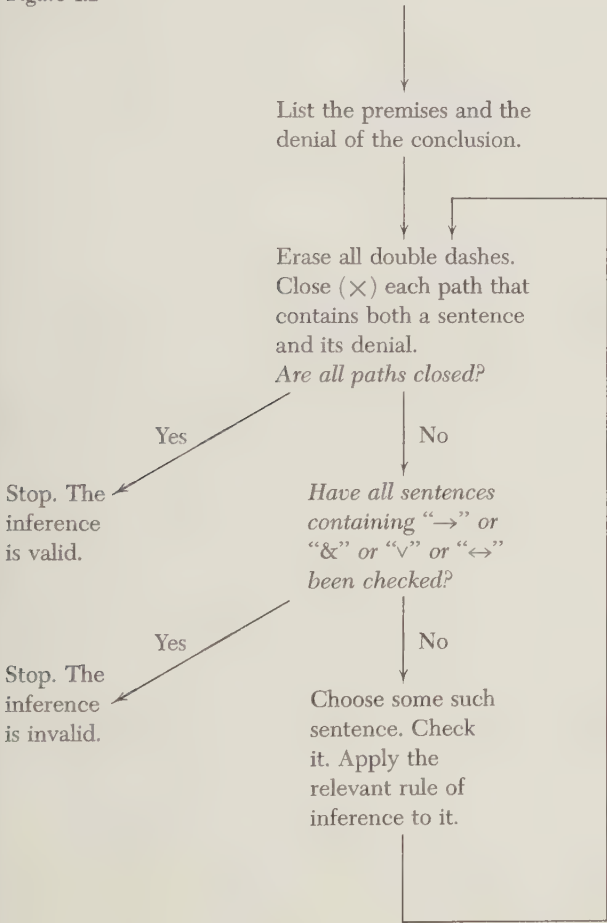 List the premises and the
denial of the conclusion.
Erase all double dashes.
Close (×) each path that
contains both a sentence
and its denial.
Are all paths closed?
Yes
No
Stop. The
inference
is valid.
Have all sentences
containing “→” or
“&” or “∨” or “↔”
been checked?
Yes
No
Stop. The
inference
is invalid.
Choose some such
sentence. Check
it. Apply the
relevant rule of
inference to it.